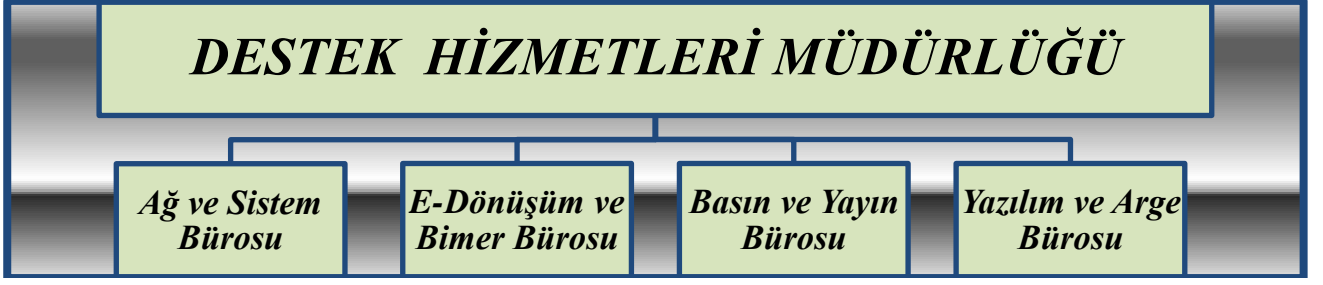 DESTEK HİZMETLERİ MÜDÜRLÜĞÜ
Ağ ve Sistem
Bürosu
E-Dönüşüm ve
Bimer Bürosu
Basın ve Yayın
Bürosu
Yazılım ve Arge
Bürosu